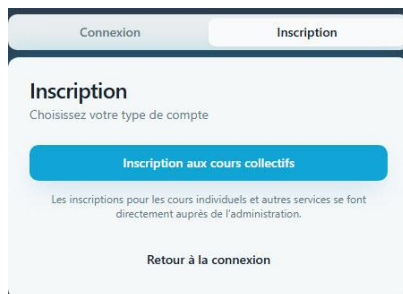 Connexion
Inscription
Inscription
Choisissez votre type de compte
Inscription aux cours collectifs
Les inscriptions pour les cours individuels et autres services se font
directement auprès de l'administration.
Retour à la connexion